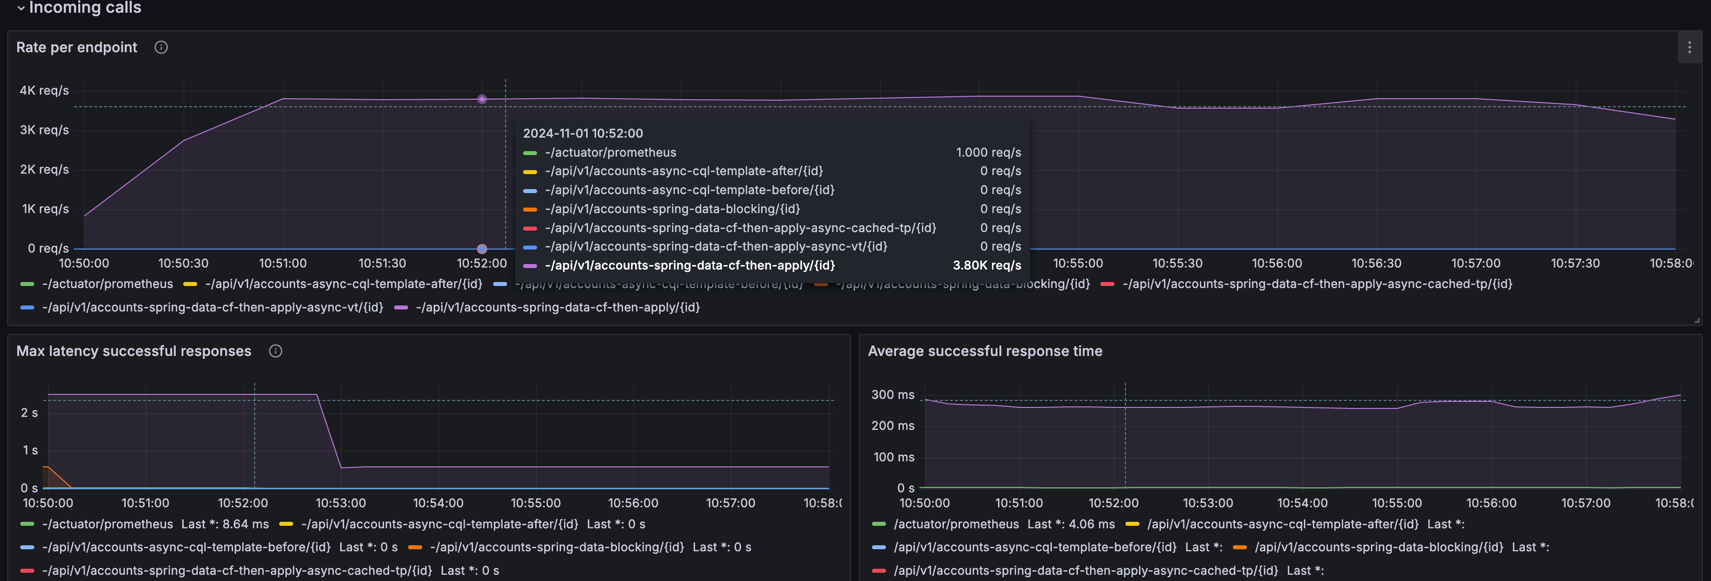 Incoming calls
Rate per endpoint
4K req/s
3K req/s
2K req/s
1K req/s
0 req/s
10:50:00 10:50:30 10:51:00 10:51:30 10:52:00 10:55:00 10:55:30 10:56:00 10:56:30 10:57:00 10:57:30 10:58:0
2024-11-01 10:52:00
-/actuator/prometheus 1.000 req/s
-/api/v1/accounts-async-cql-template-after/{id} 0 req/s
-/api/v1/accounts-async-cql-template-before/{id} 0 req/s
-/api/v1/accounts-spring-data-blocking/{id} 0 req/s
-/api/v1/accounts-spring-data-cf-then-apply-async-cached-tp/{id} 0 req/s
-/api/v1/accounts-spring-data-cf-then-apply-async-vt/{id} 0 req/s
-/api/v1/accounts-spring-data-cf-then-apply/{id} 3.80K req/s
-/actuator/prometheus -/api/v1/accounts-async-cql-template-after/{id} -/api/v1/accounts-async-cql-template-before/{id} -/api/v1/accounts-spring-data-blocking/{id} -/api/v1/accounts-spring-data-cf-then-apply-async-cached-tp/{id}
-/api/v1/accounts-spring-data-cf-then-apply-async-vt/{id} -/api/v1/accounts-spring-data-cf-then-apply/{id}
Max latency successful responses
2 s
1 s
0 s
10:50:00 10:51:00 10:52:00 10:53:00 10:54:00 10:55:00 10:56:00 10:57:00 10:58:0
-/actuator/prometheus Last *: 8.64 ms -/api/v1/accounts-async-cql-template-after/{id} Last *: 0 s
-/api/v1/accounts-async-cql-template-before/{id} Last *: 0 s -/api/v1/accounts-spring-data-blocking/{id} Last *: 0 s
-/api/v1/accounts-spring-data-cf-then-apply-async-cached-tp/{id} Last *: 0 s
Average successful response time
300 ms
200 ms
100 ms
0 s
10:50:00 10:51:00 10:52:00 10:53:00 10:54:00 10:55:00 10:56:00 10:57:00 10:58:0
/actuator/prometheus Last *: 4.06 ms /api/v1/accounts-async-cql-template-after/{id} Last *:
/api/v1/accounts-async-cql-template-before/{id} Last *: /api/v1/accounts-spring-data-blocking/{id} Last *:
/api/v1/accounts-spring-data-cf-then-apply-async-cached-tp/{id} Last *: